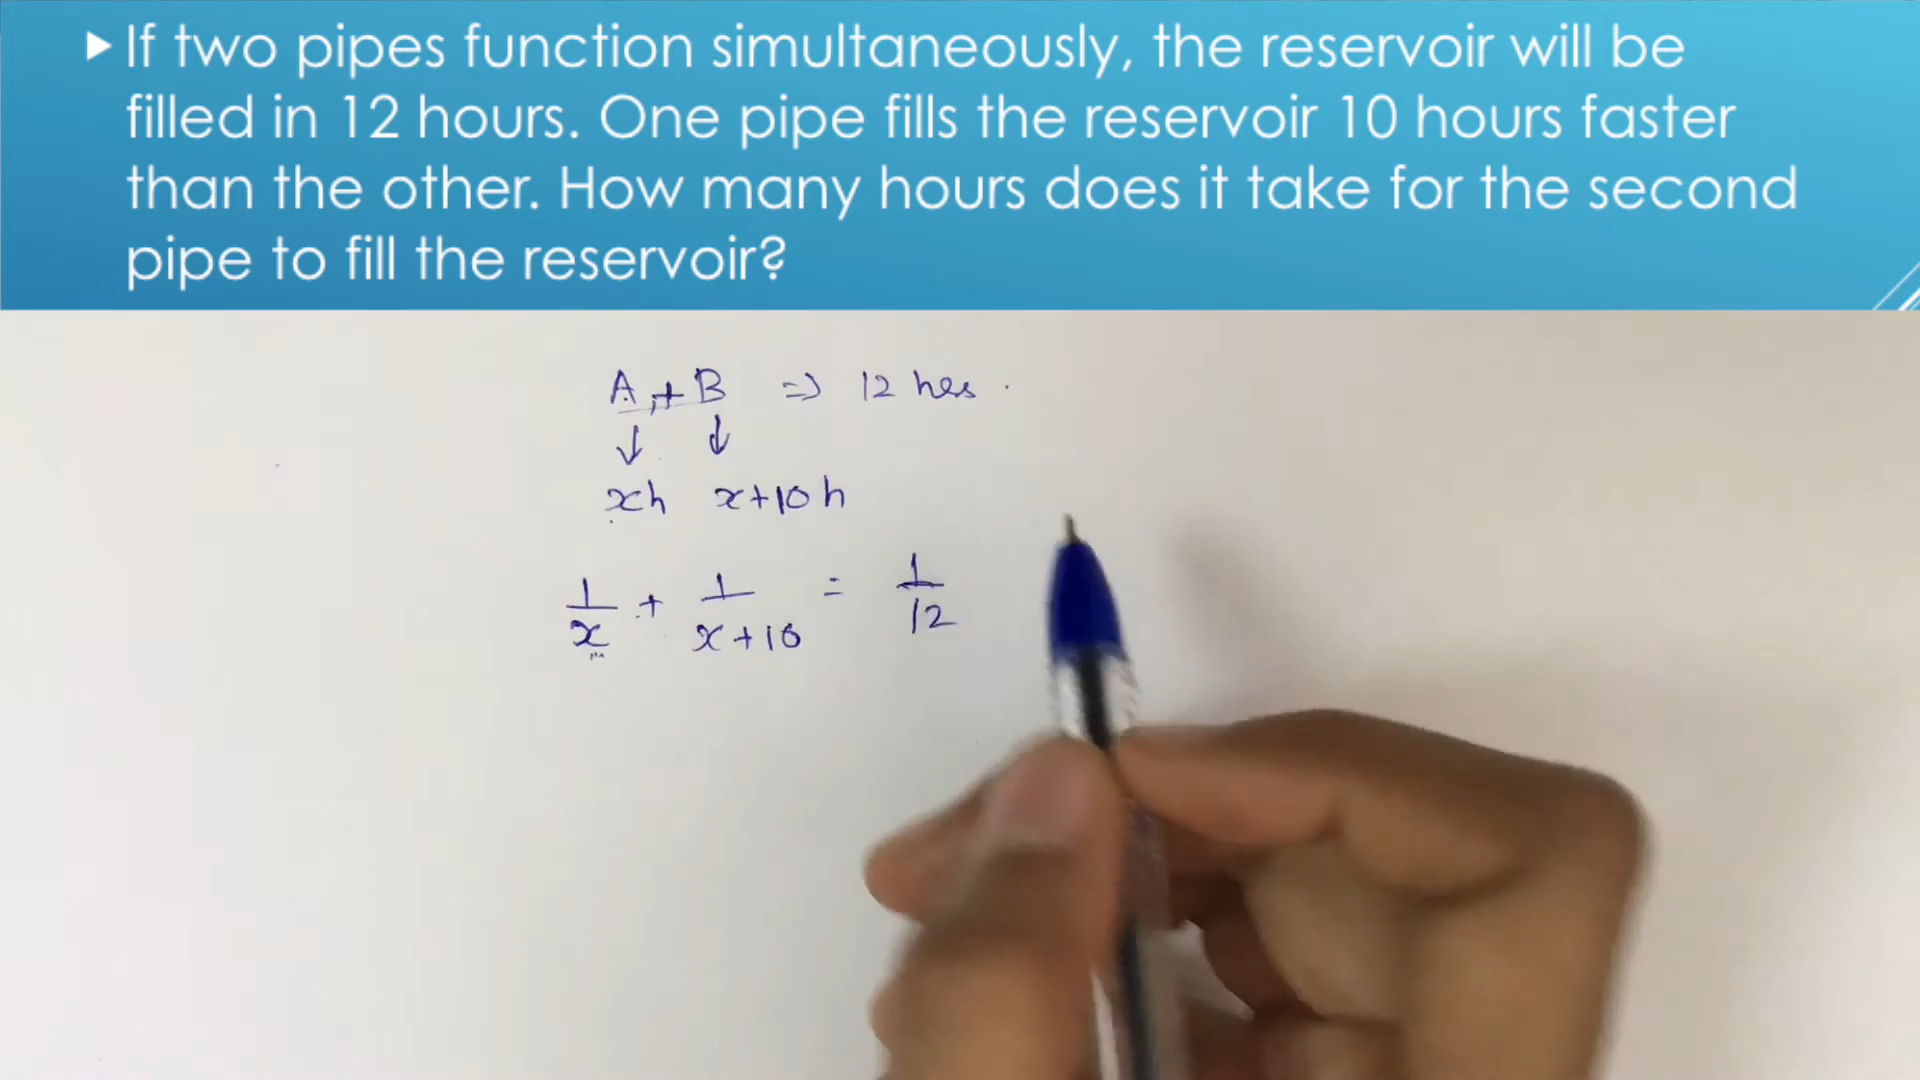 If two pipes function simultaneously, the reservoir will be
filled in 12 hours. One pipe fills the reservoir 10 hours faster
than the other. How many hours does it take for the second
pipe to fill the reservoir?
A + B => 12 hrs.
↓ ↓
xh x+10 h
1/x + 1/x+10 = 1/12